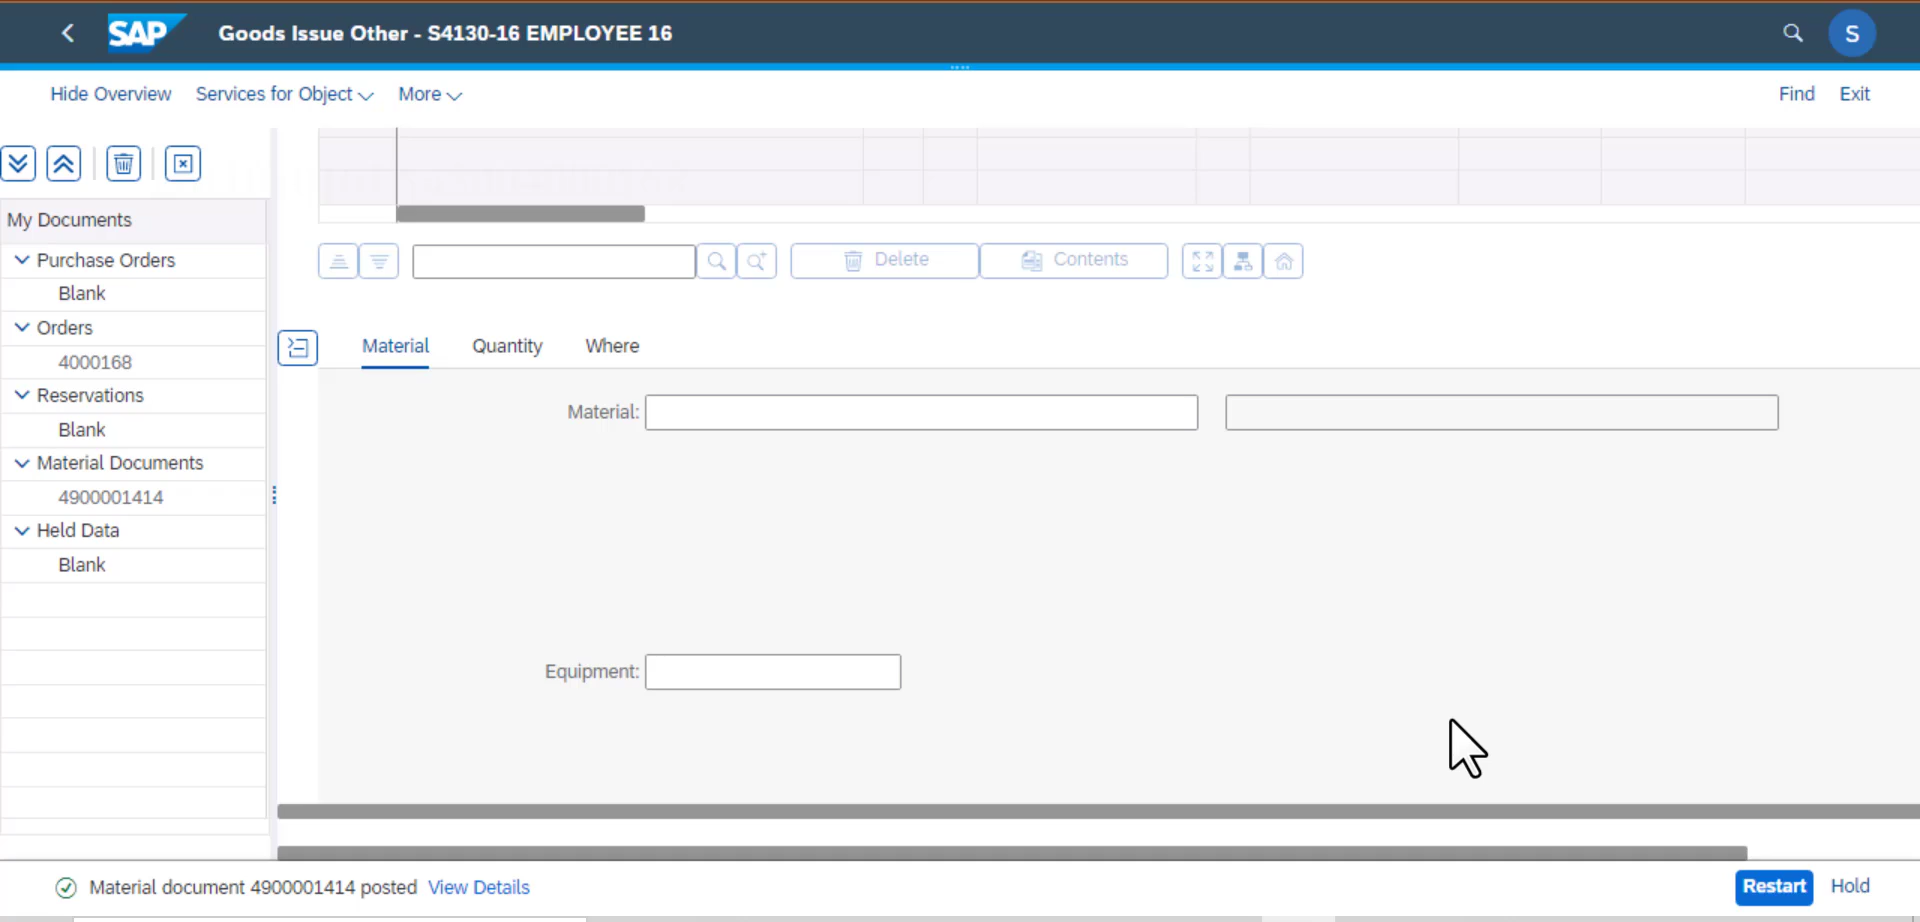 SAP Goods Issue Other - S4130-16 EMPLOYEE 16 S
Hide Overview Services for Object More Find Exit
My Documents
Purchase Orders
Blank
Orders
4000168
Reservations
Blank
Material Documents
4900001414
Held Data
Blank
Delete Contents
Material Quantity Where
Material:
Equipment:
Material document 4900001414 posted View Details Restart Hold